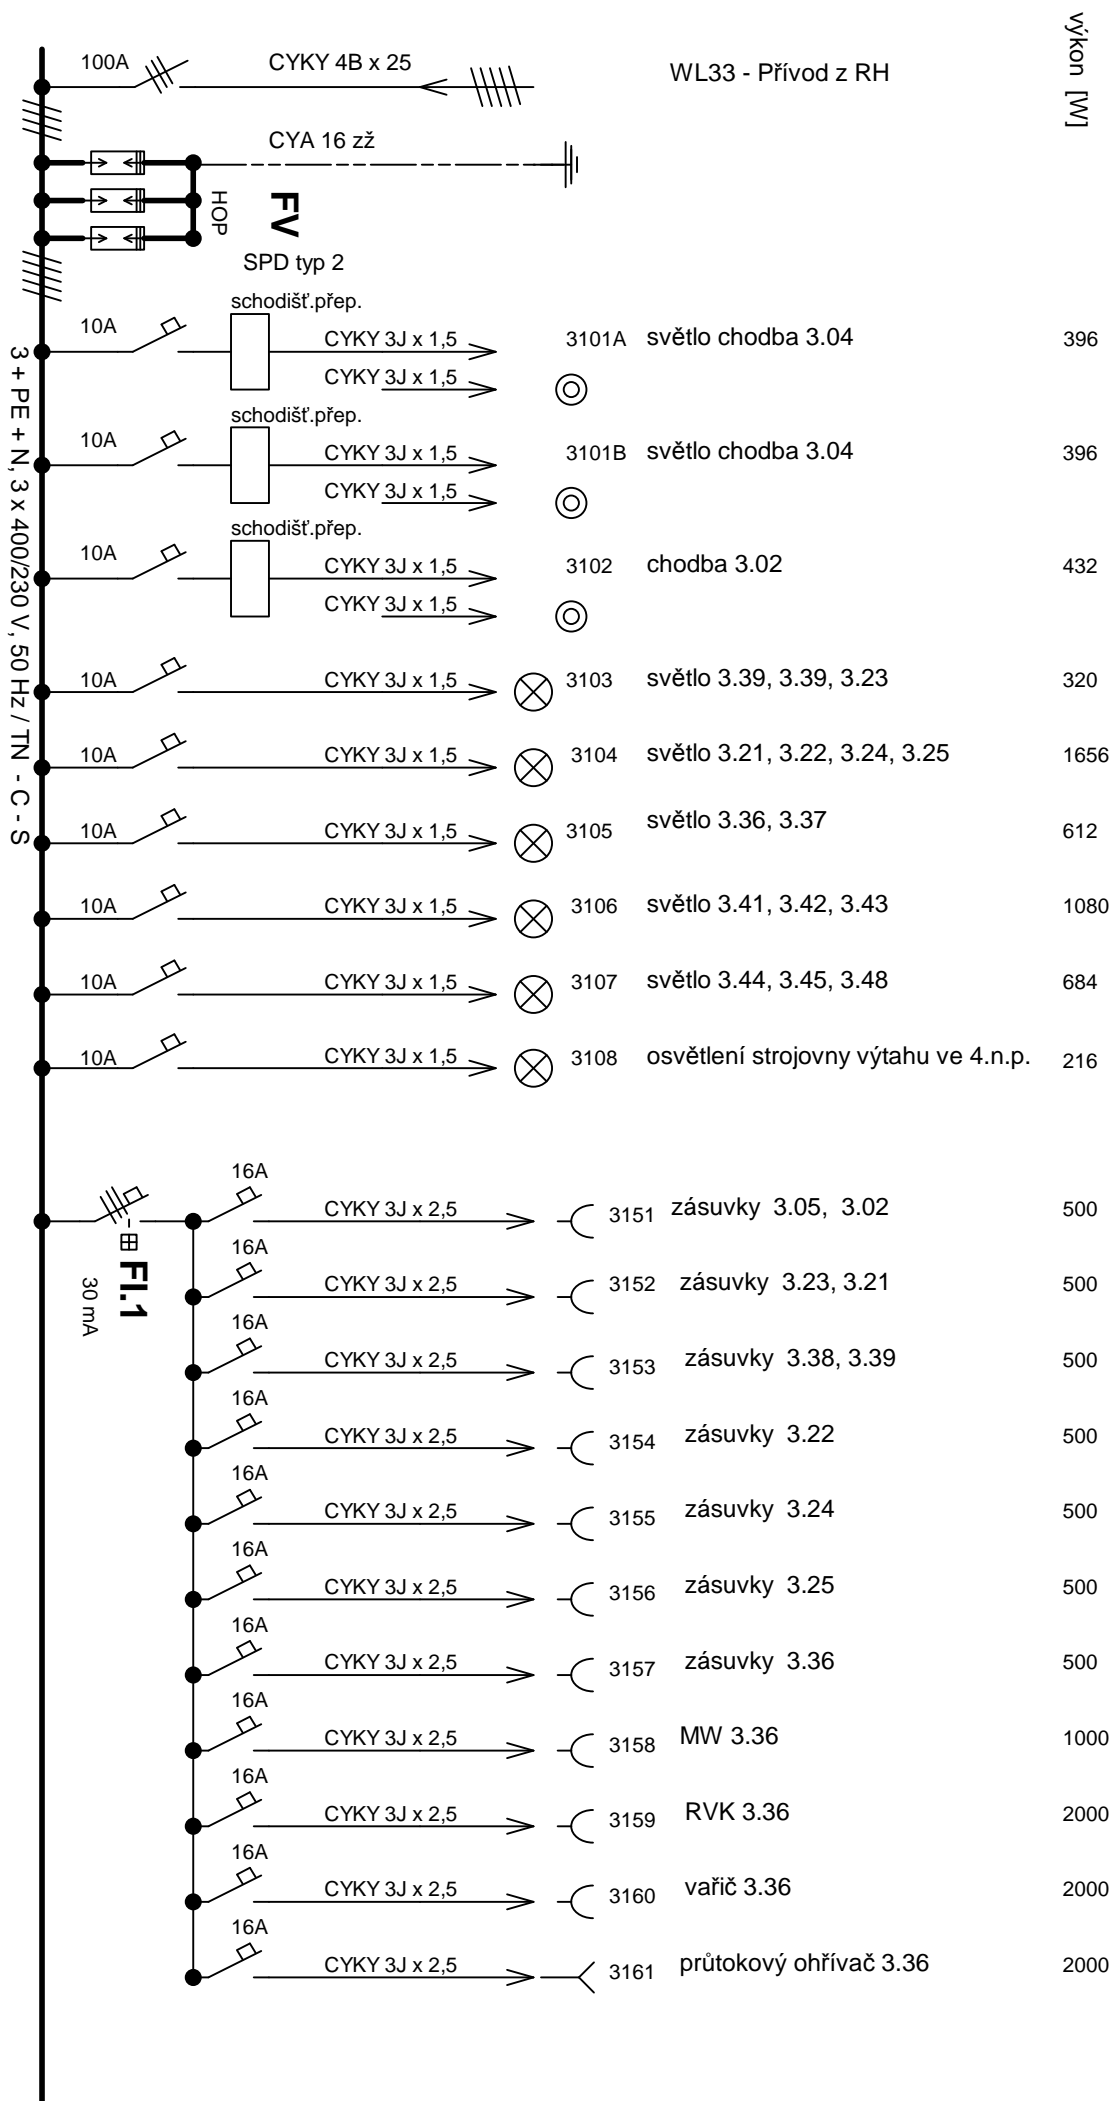 výkon [W]
100A CYKY 4B x 25 WL33 - Přívod z RH
CYA 16 zž
HOP
FV
SPD typ 2
3 + PE + N, 3 x 400/230 V, 50 Hz / TN - C - S
schodišť.přep.
10A CYKY 3J x 1,5 3101A světlo chodba 3.04 396
CYKY 3J x 1,5
schodišť.přep.
10A CYKY 3J x 1,5 3101B světlo chodba 3.04 396
CYKY 3J x 1,5
schodišť.přep.
10A CYKY 3J x 1,5 3102 chodba 3.02 432
CYKY 3J x 1,5
10A CYKY 3J x 1,5 3103 světlo 3.39, 3.39, 3.23 320
10A CYKY 3J x 1,5 3104 světlo 3.21, 3.22, 3.24, 3.25 1656
10A CYKY 3J x 1,5 3105 světlo 3.36, 3.37 612
10A CYKY 3J x 1,5 3106 světlo 3.41, 3.42, 3.43 1080
10A CYKY 3J x 1,5 3107 světlo 3.44, 3.45, 3.48 684
10A CYKY 3J x 1,5 3108 osvětlení strojovny výtahu ve 4.n.p. 216
FI.1
30 mA
16A CYKY 3J x 2,5 3151 zásuvky 3.05, 3.02 500
16A CYKY 3J x 2,5 3152 zásuvky 3.23, 3.21 500
16A CYKY 3J x 2,5 3153 zásuvky 3.38, 3.39 500
16A CYKY 3J x 2,5 3154 zásuvky 3.22 500
16A CYKY 3J x 2,5 3155 zásuvky 3.24 500
16A CYKY 3J x 2,5 3156 zásuvky 3.25 500
16A CYKY 3J x 2,5 3157 zásuvky 3.36 500
16A CYKY 3J x 2,5 3158 MW 3.36 1000
16A CYKY 3J x 2,5 3159 RVK 3.36 2000
16A CYKY 3J x 2,5 3160 vařič 3.36 2000
16A CYKY 3J x 2,5 3161 průtokový ohřívač 3.36 2000